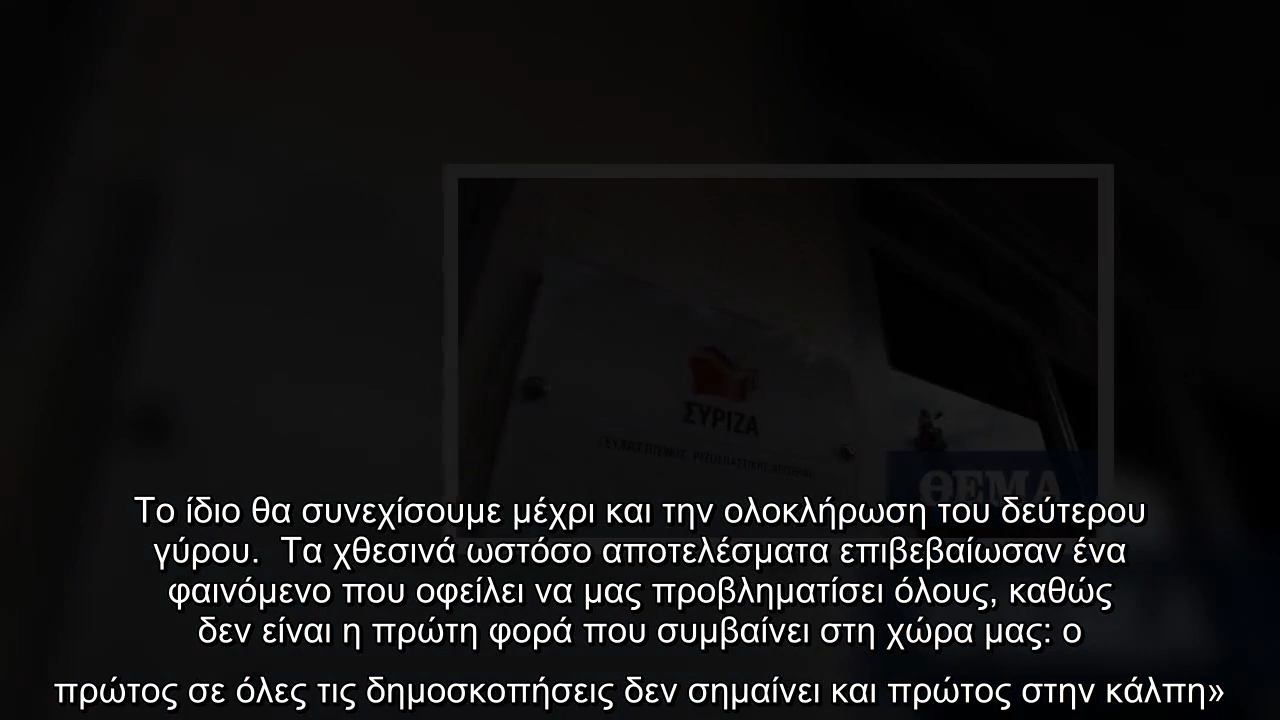 ΣΥΡΙΖΑ
ΘΕΜΑ
Το ίδιο θα συνεχίσουμε μέχρι και την ολοκλήρωση του δεύτερου
γύρου.  Τα χθεσινά ωστόσο αποτελέσματα επιβεβαίωσαν ένα
φαινόμενο που οφείλει να μας προβληματίσει όλους, καθώς
δεν είναι η πρώτη φορά που συμβαίνει στη χώρα μας: ο
πρώτος σε όλες τις δημοσκοπήσεις δεν σημαίνει και πρώτος στην κάλπη»